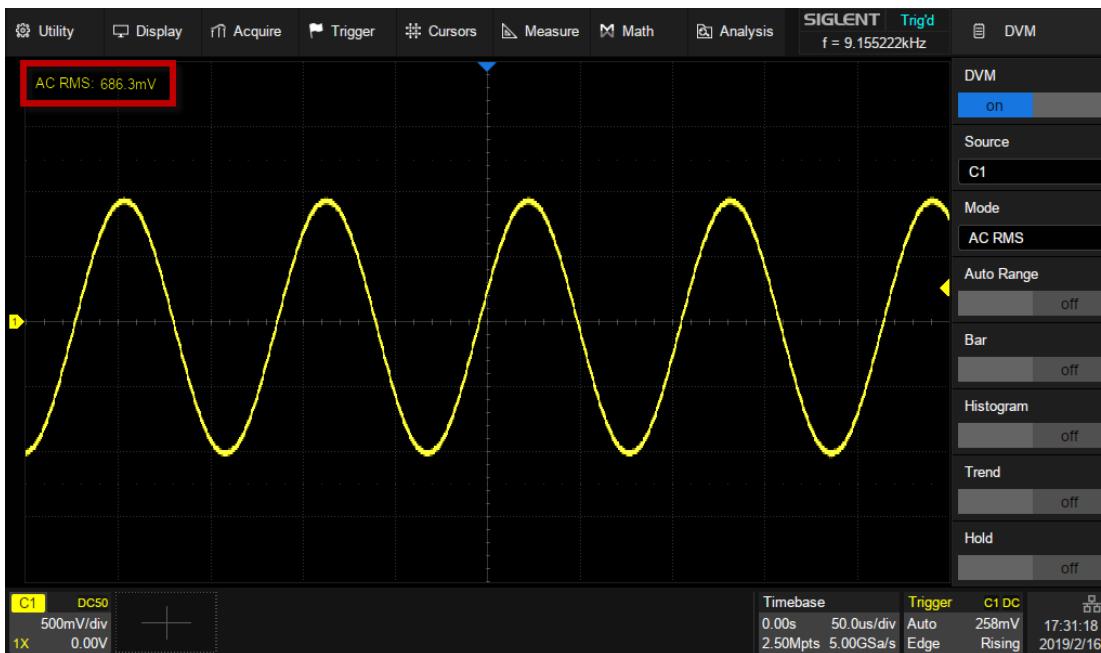 Utility Display Acquire Trigger Cursors Measure Math Analysis
SIGLENT Trig'd
f = 9.155222kHz
DVM
AC RMS: 686.3mV
DVM
on
Source
C1
Mode
AC RMS
Auto Range
off
Bar
off
Histogram
off
Trend
off
Hold
off
1
C1 DC50
500mV/div
1X 0.00V
Timebase
0.00s 50.0us/div
2.50Mpts 5.00GSa/s
Trigger C1 DC
Auto 258mV
Edge Rising
17:31:18
2019/2/16